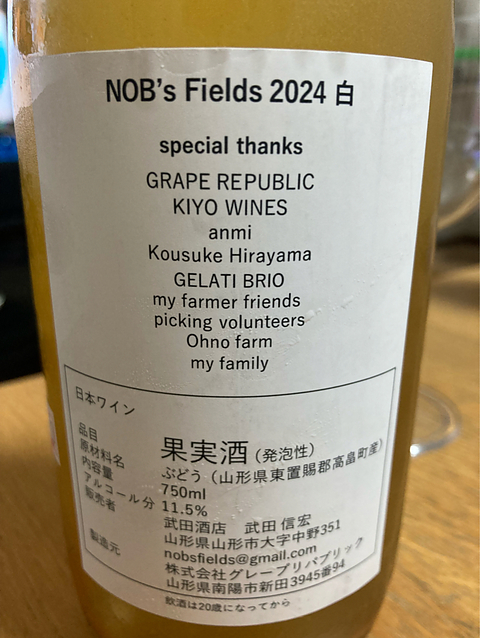 NOB's Fields 2024 白
special thanks
GRAPE REPUBLIC
KIYO WINES
anmi
Kousuke Hirayama
GELATI BRIO
my farmer friends
picking volunteers
Ohno farm
my family
日本ワイン
品目 果実酒（発泡性）
原材料名 ぶどう（山形県東置賜郡高畠町産）
内容量 750ml
アルコール分 11.5%
販売者 武田酒店 武田 信宏
山形県山形市大字中野351
nobsfields@gmail.com
製造元 株式会社グレープリパブリック
山形県南陽市新田3945番94
飲酒は20歳になってから